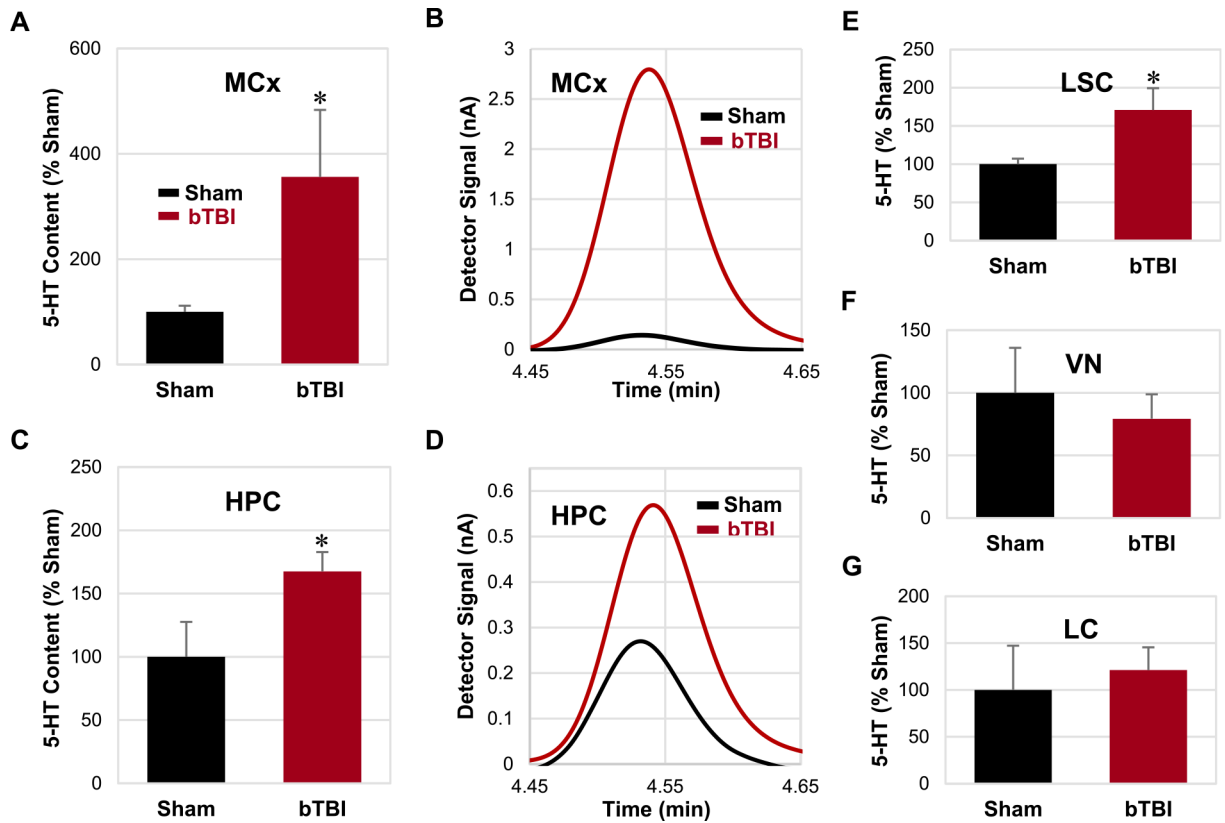 A
5-HT Content (% Sham)
600
400
200
0
MCx
*
Sham
bTBI
Sham
bTBI
B
Detector Signal (nA)
3
2.5
2
1.5
1
0.5
0
MCx
Sham
bTBI
4.45
4.55
4.65
Time (min)
C
5-HT Content (% Sham)
250
200
150
100
50
0
HPC
*
Sham
bTBI
D
Detector Signal (nA)
0.6
0.5
0.4
0.3
0.2
0.1
0
HPC
Sham
bTBI
4.45
4.55
4.65
Time (min)
E
5-HT (% Sham)
250
200
150
100
50
0
LSC
*
Sham
bTBI
F
5-HT (% Sham)
150
100
50
0
VN
Sham
bTBI
G
5-HT (% Sham)
200
150
100
50
0
LC
Sham
bTBI